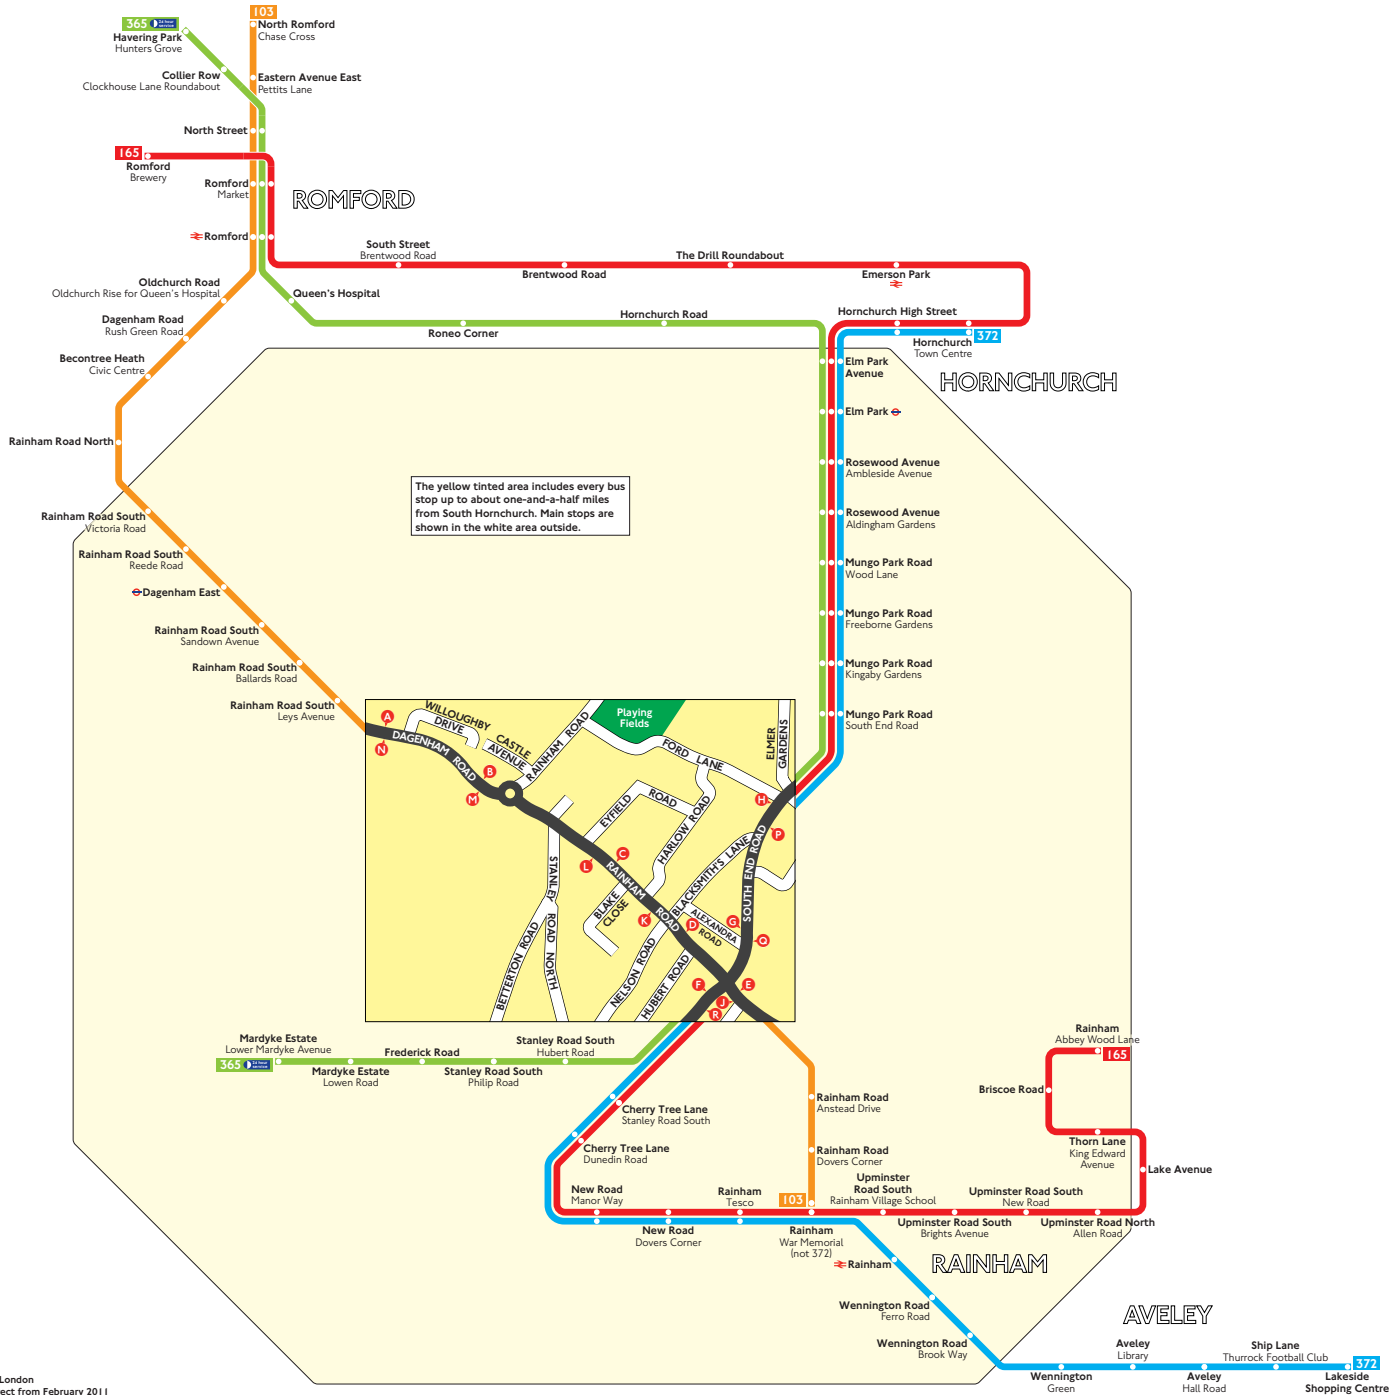 365 24 hour service
Havering Park
Hunters Grove
103
North Romford
Chase Cross
Collier Row
Clockhouse Lane Roundabout
Eastern Avenue East
Pettits Lane
North Street
165
Romford
Brewery
Romford
Market
ROMFORD
Romford
South Street
Brentwood Road
Brentwood Road
The Drill Roundabout
Emerson Park
Oldchurch Road
Oldchurch Rise for Queen's Hospital
Queen's Hospital
Dagenham Road
Rush Green Road
Roneo Corner
Hornchurch Road
Hornchurch High Street
372
Hornchurch
Town Centre
Becontree Heath
Civic Centre
Elm Park
Avenue
HORNCHURCH
Elm Park
Rainham Road North
Rosewood Avenue
Ambleside Avenue
The yellow tinted area includes every bus
stop up to about one-and-a-half miles
from South Hornchurch. Main stops are
shown in the white area outside.
Rainham Road South
Victoria Road
Rosewood Avenue
Aldingham Gardens
Rainham Road South
Reede Road
Mungo Park Road
Wood Lane
Dagenham East
Mungo Park Road
Freeborne Gardens
Rainham Road South
Sandown Avenue
Rainham Road South
Ballards Road
Mungo Park Road
Kingaby Gardens
Rainham Road South
Leys Avenue
Mungo Park Road
South End Road
A
N
B
M
C
L
K
D
G
Q
H
P
F
E
J
R
WILLOUGHBY
DRIVE
CASTLE
AVENUE
DAGENHAM
ROAD
RAINHAM ROAD
Playing
Fields
FORD LANE
ELMER
GARDENS
EYFIELD
ROAD
HARLOW ROAD
BLACKSMITH'S LANE
SOUTH END ROAD
RAINHAM
ROAD
STANLEY
ROAD NORTH
BETTERTON ROAD
BLAKE
CLOSE
NELSON ROAD
HUBERT ROAD
ALEXANDRA
ROAD
Mardyke Estate
Lower Mardyke Avenue
365 24 hour service
Mardyke Estate
Lowen Road
Frederick Road
Stanley Road South
Philip Road
Stanley Road South
Hubert Road
Rainham
Abbey Wood Lane
165
Briscoe Road
Cherry Tree Lane
Stanley Road South
Rainham Road
Anstead Drive
Thorn Lane
King Edward
Avenue
Cherry Tree Lane
Dunedin Road
Rainham Road
Dovers Corner
Lake Avenue
New Road
Manor Way
Rainham
Tesco
103
Upminster
Road South
Rainham Village School
Upminster Road South
New Road
New Road
Dovers Corner
Rainham
War Memorial
(not 372)
Upminster Road South
Brights Avenue
Upminster Road North
Allen Road
Rainham
RAINHAM
Wennington Road
Ferro Road
AVELEY
Wennington Road
Brook Way
Wennington
Green
Aveley
Library
Aveley
Hall Road
Ship Lane
Thurrock Football Club
372
Lakeside
Shopping Centre
London
ect from February 2011